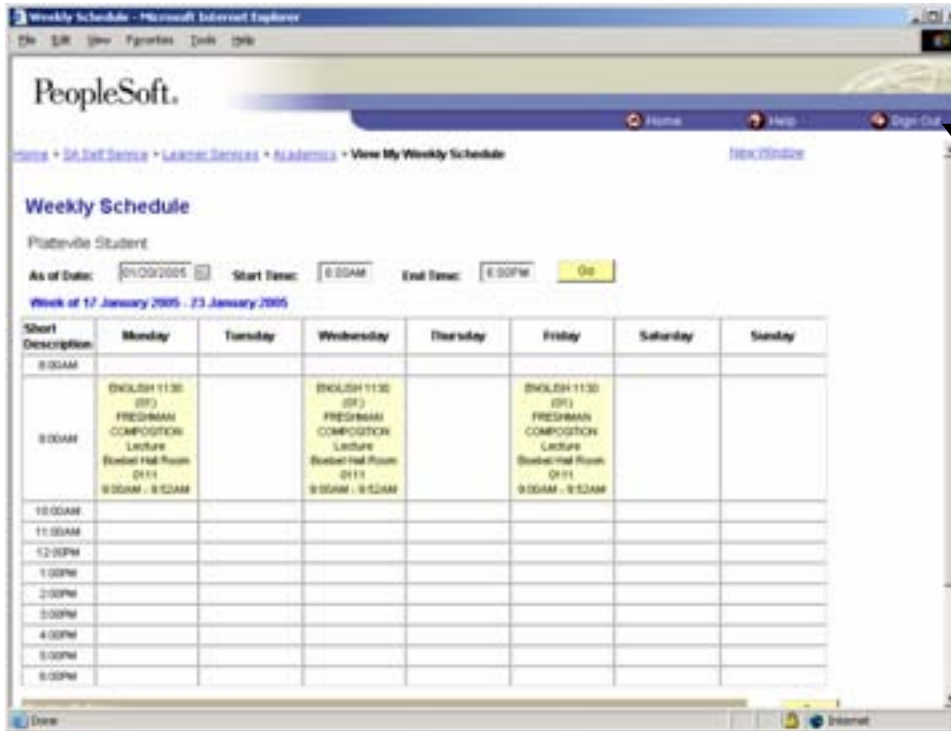 Weekly Schedule - Microsoft Internet Explorer
File Edit View Favorites Tools Help
PeopleSoft.
Home Help Sign Out
Home > SA Self Service > Learner Services > Academics > View My Weekly Schedule New Window
Weekly Schedule
Platteville Student
As of Date: 01/20/2005 Start Time: 8:00AM End Time: 6:00PM Go
Week of 17 January 2005 - 23 January 2005
Short Description Monday Tuesday Wednesday Thursday Friday Saturday Sunday
8:00AM
9:00AM
ENGLISH 1130
(01)
FRESHMAN
COMPOSITION
Lecture
Boebel Hall Room
0111
9:00AM - 9:52AM
ENGLISH 1130
(01)
FRESHMAN
COMPOSITION
Lecture
Boebel Hall Room
0111
9:00AM - 9:52AM
ENGLISH 1130
(01)
FRESHMAN
COMPOSITION
Lecture
Boebel Hall Room
0111
9:00AM - 9:52AM
10:00AM
11:00AM
12:00PM
1:00PM
2:00PM
3:00PM
4:00PM
5:00PM
6:00PM
Done Internet